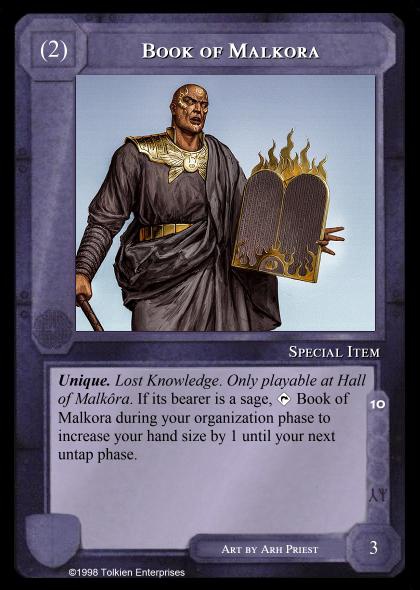 (2)
Book of Malkora
Special Item
Unique. Lost Knowledge. Only playable at Hall
of Malkôra. If its bearer is a sage, Book of
Malkora during your organization phase to
increase your hand size by 1 until your next
untap phase.
10
Art by Arh Priest
3
©1998 Tolkien Enterprises